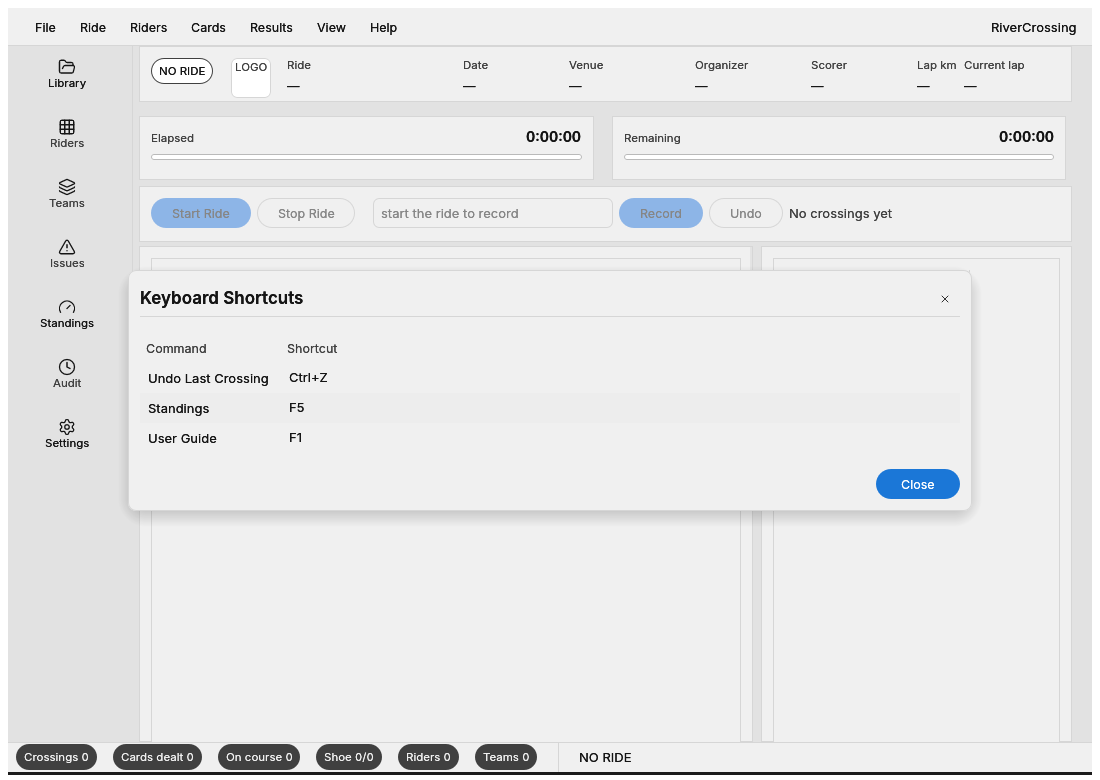 File Ride Riders Cards Results View Help RiverCrossing
Library
Riders
Teams
Issues
Standings
Audit
Settings
NO RIDE LOGO Ride Date Venue Organizer Scorer Lap km Current lap
— — — — — — —
Elapsed 0:00:00 Remaining 0:00:00
Start Ride Stop Ride start the ride to record Record Undo No crossings yet
Keyboard Shortcuts
Command Shortcut
Undo Last Crossing Ctrl+Z
Standings F5
User Guide F1
Close
Crossings 0 Cards dealt 0 On course 0 Shoe 0/0 Riders 0 Teams 0 NO RIDE